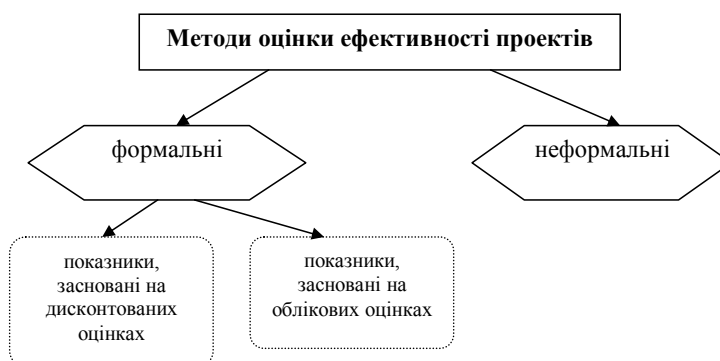 Методи оцінки ефективності проектів
формальні
неформальні
показники,
засновані на
дисконтованих
оцінках
показники,
засновані на
облікових оцінках